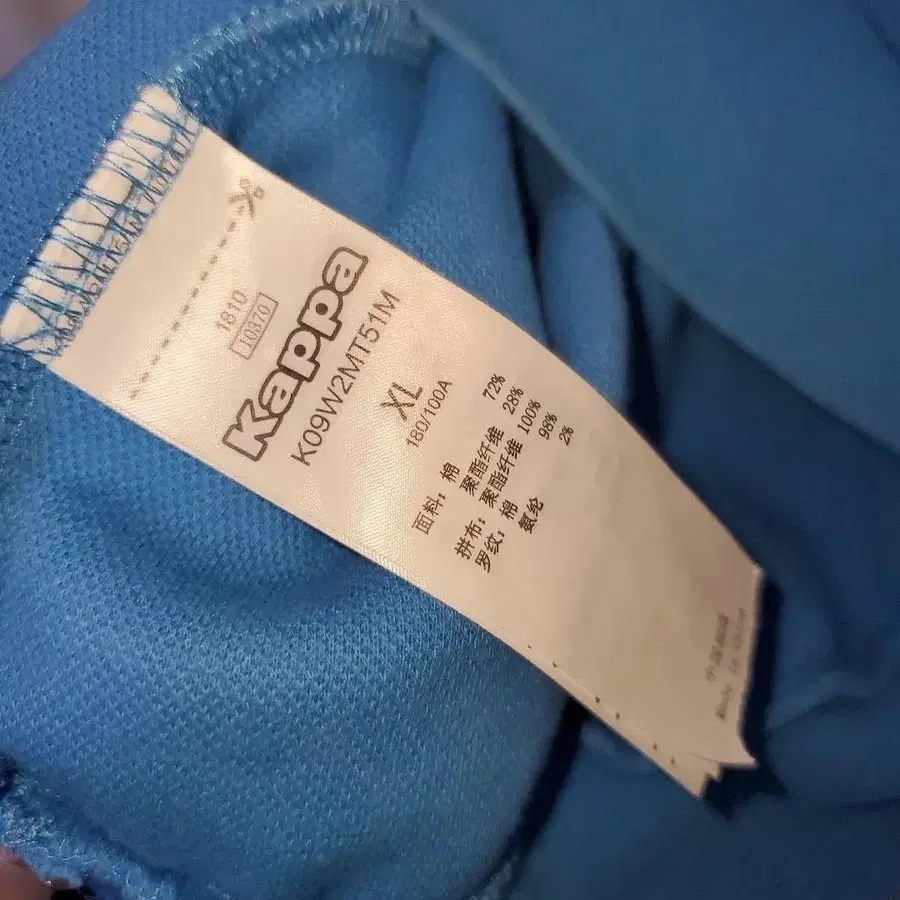 1810
10370
Kappa
K09W2MT51M
XL
180/100A
面料: 棉 72%
聚酯纤维 28%
拼布: 聚酯纤维 100%
罗纹: 棉 98%
氨纶 2%